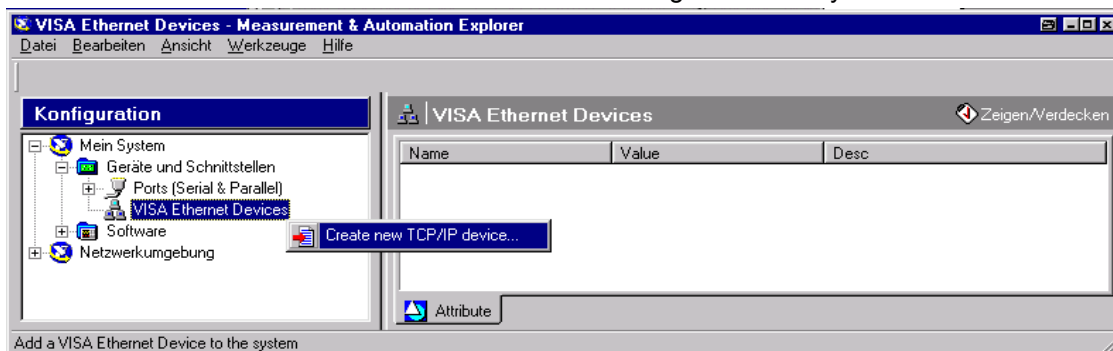 VISA Ethernet Devices - Measurement & Automation Explorer
Datei Bearbeiten Ansicht Werkzeuge Hilfe
Konfiguration
Mein System
Geräte und Schnittstellen
Ports (Serial & Parallel)
VISA Ethernet Devices
Software
Netzwerkumgebung
Create new TCP/IP device...
VISA Ethernet Devices
Zeigen/Verdecken
Name Value Desc
Attribute
Add a VISA Ethernet Device to the system